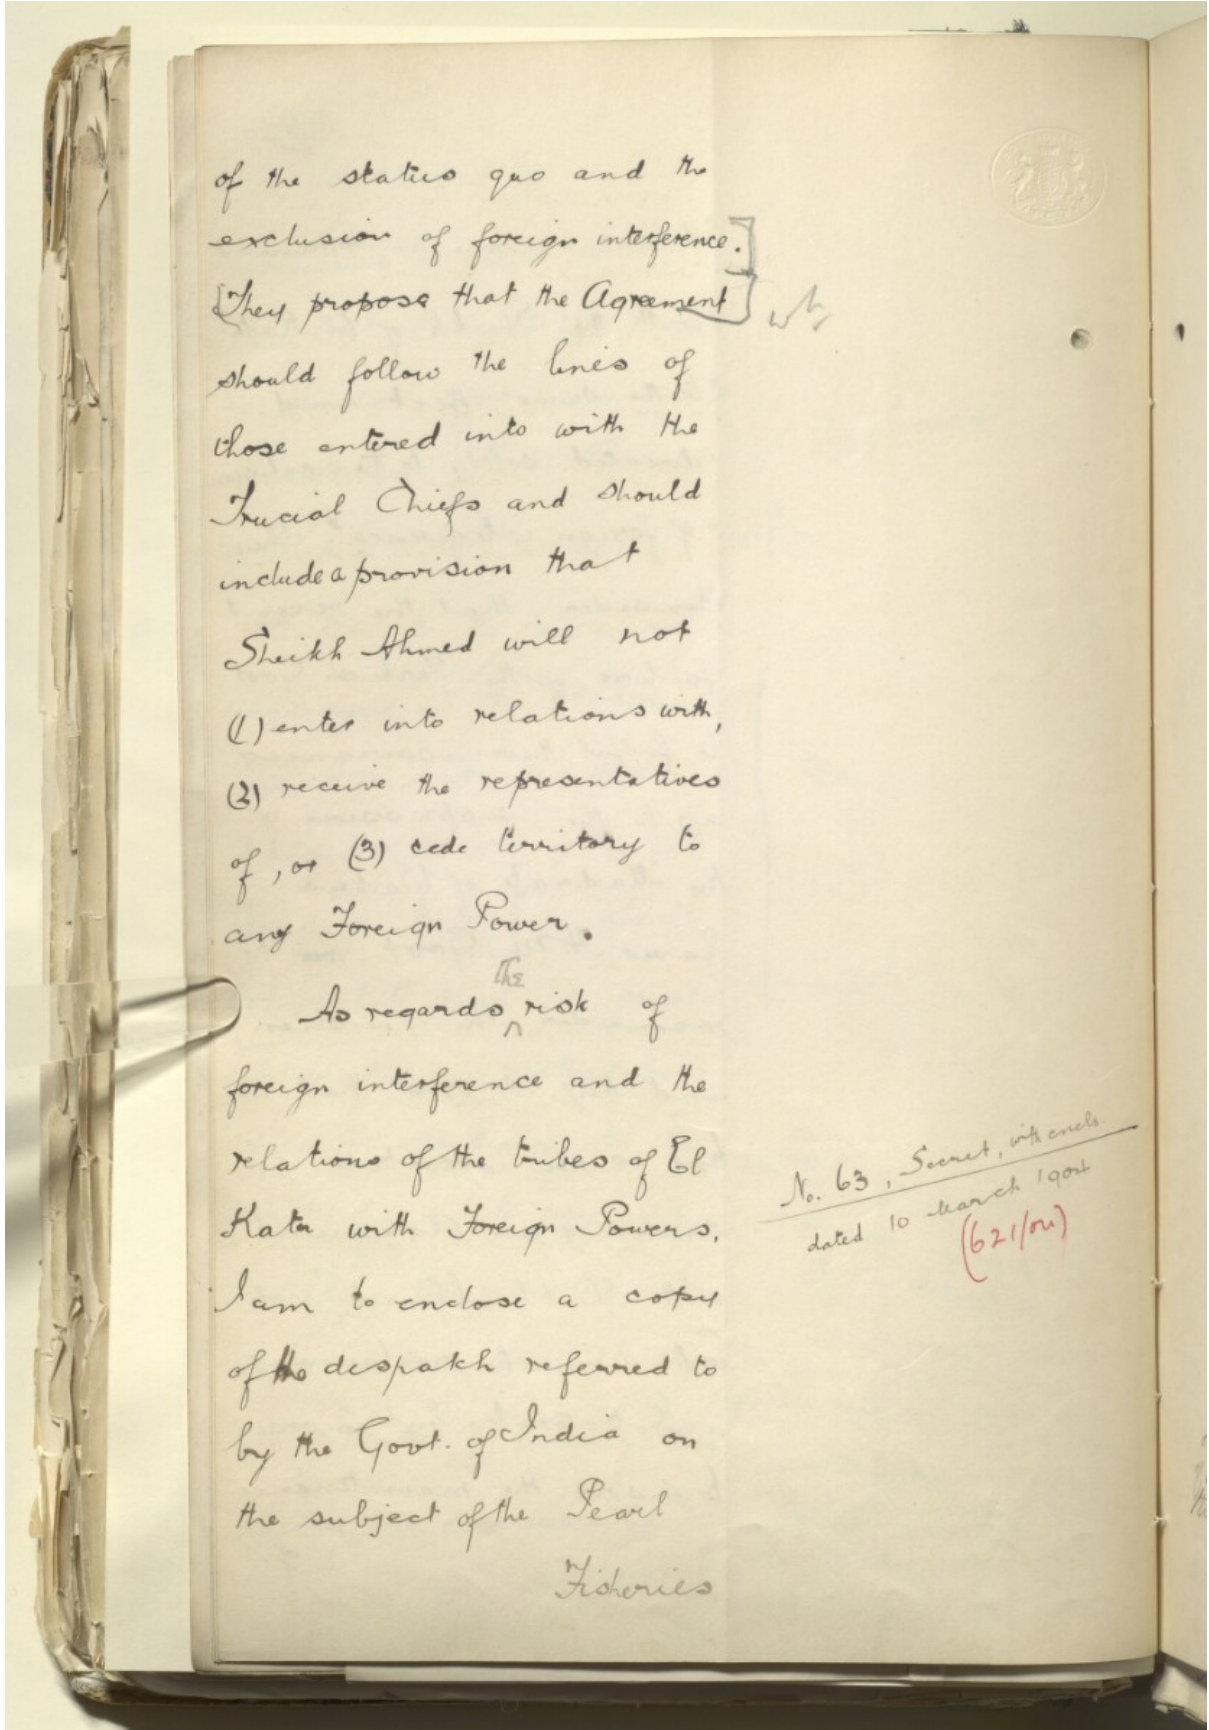 of the status quo and the
exclusion of foreign interference.]
[They propose that the Agreement]
should follow the lines of
those entered into with the
Trucial Chiefs and should
include a provision that
Sheikh Ahmed will not
(1) enter into relations with,
(2) receive the representatives
of, or (3) cede territory to
any Foreign Power.
the
As regards risk of
foreign interference and the
relations of the tribes of El
Katr with Foreign Powers,
I am to enclose a copy
of the despatch referred to
by the Govt. of India on
the subject of the Pearl
Fisheries
No. 63, Secret, with encls.
dated 10 March 1904
(621/04)